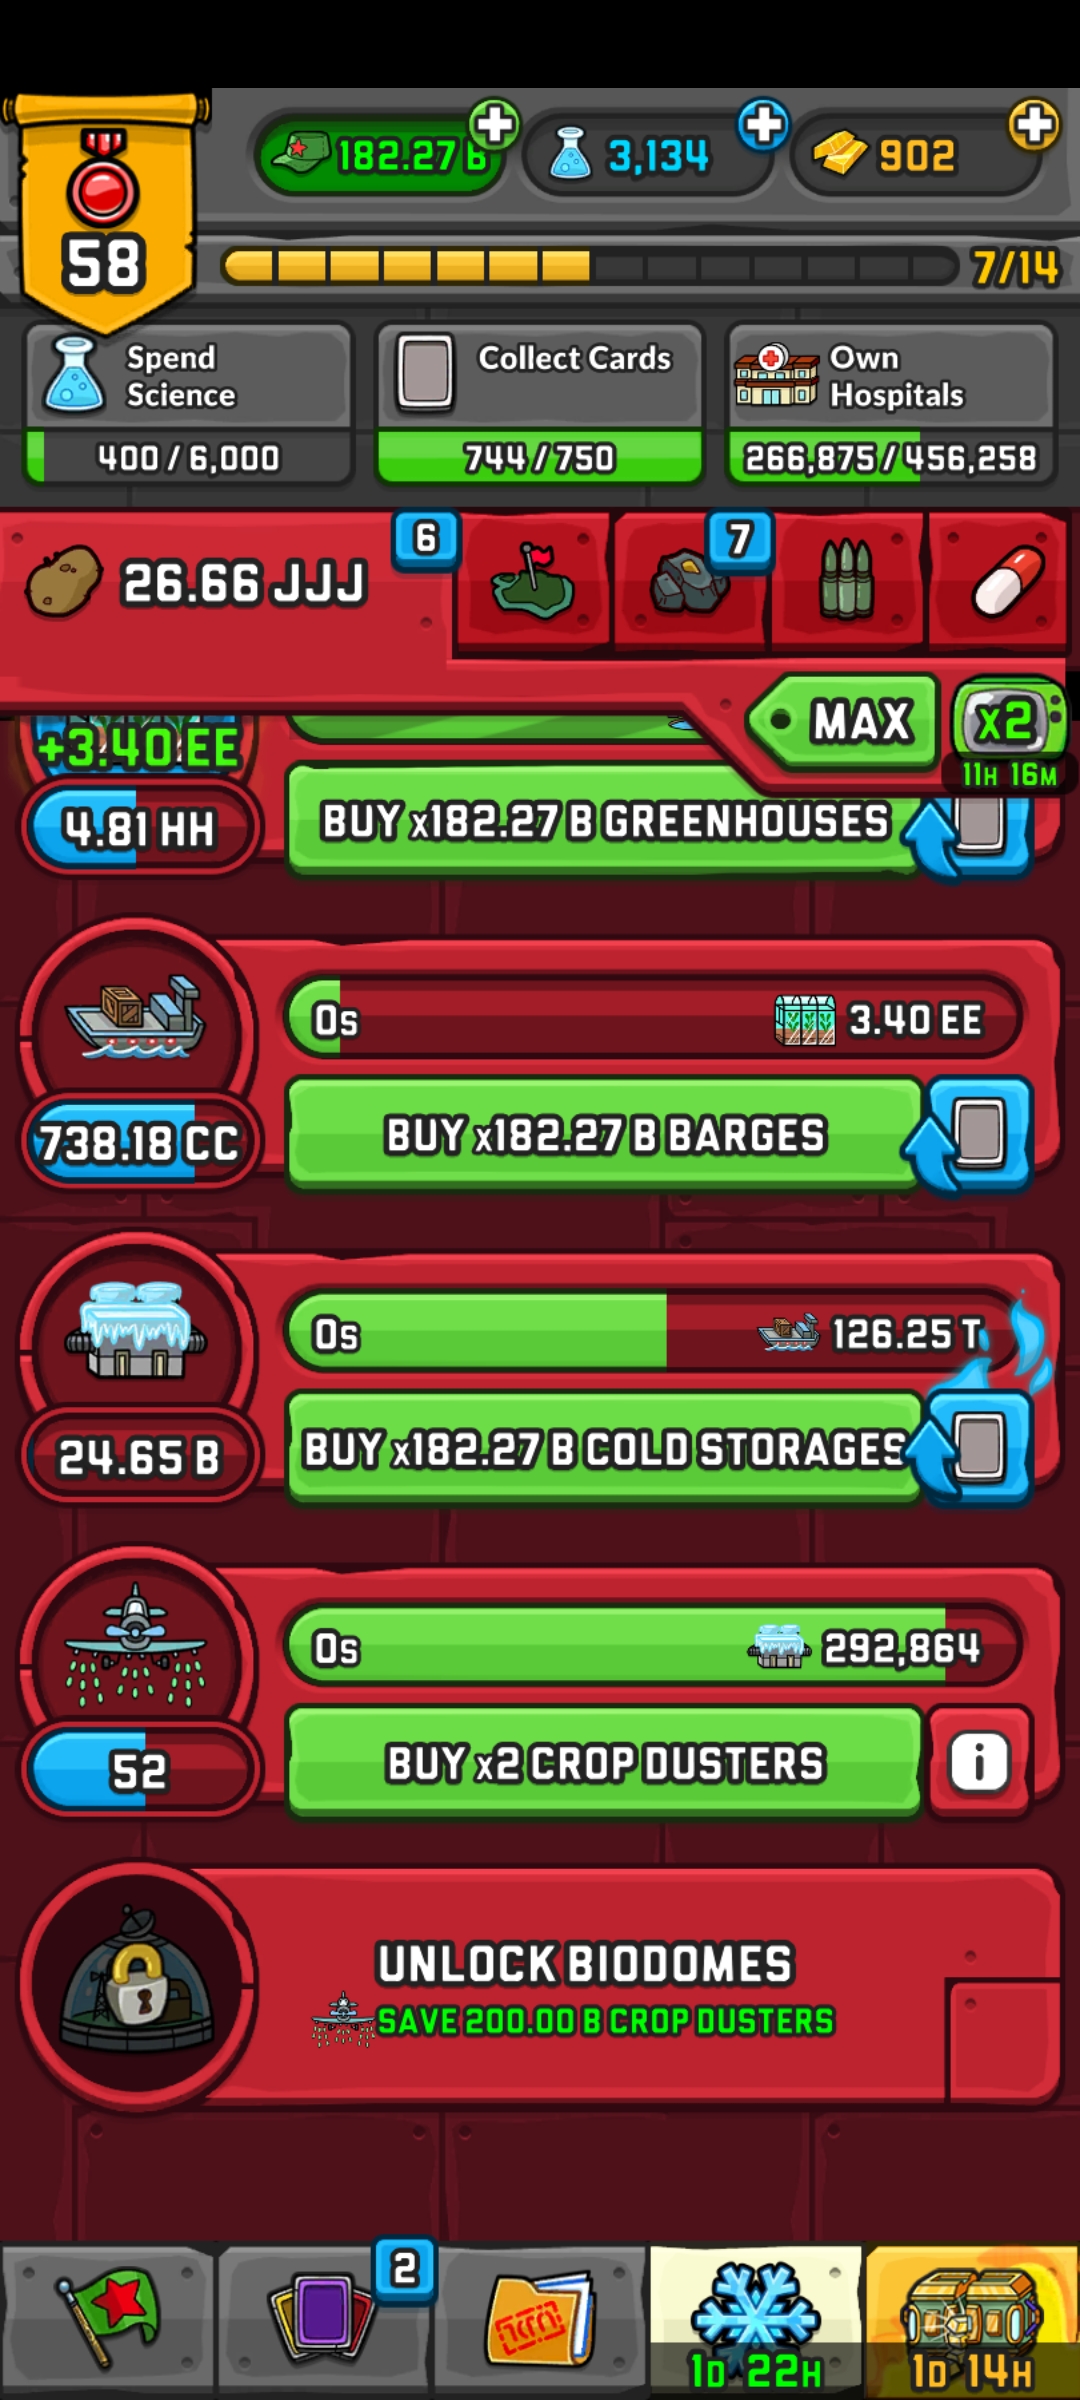 182.27 B
3,134
902
58
7/14
Spend
Science
400 / 6,000
Collect Cards
744 / 750
Own
Hospitals
266,875 / 456,258
26.66 JJJ
6
7
MAX
x2
11H 16M
+3.40 EE
4.81 HH
BUY x182.27 B GREENHOUSES
0s
3.40 EE
738.18 CC
BUY x182.27 B BARGES
0s
126.25 T
24.65 B
BUY x182.27 B COLD STORAGES
0s
292,864
52
BUY x2 CROP DUSTERS
i
UNLOCK BIODOMES
SAVE 200.00 B CROP DUSTERS
2
1D 22H
1D 14H